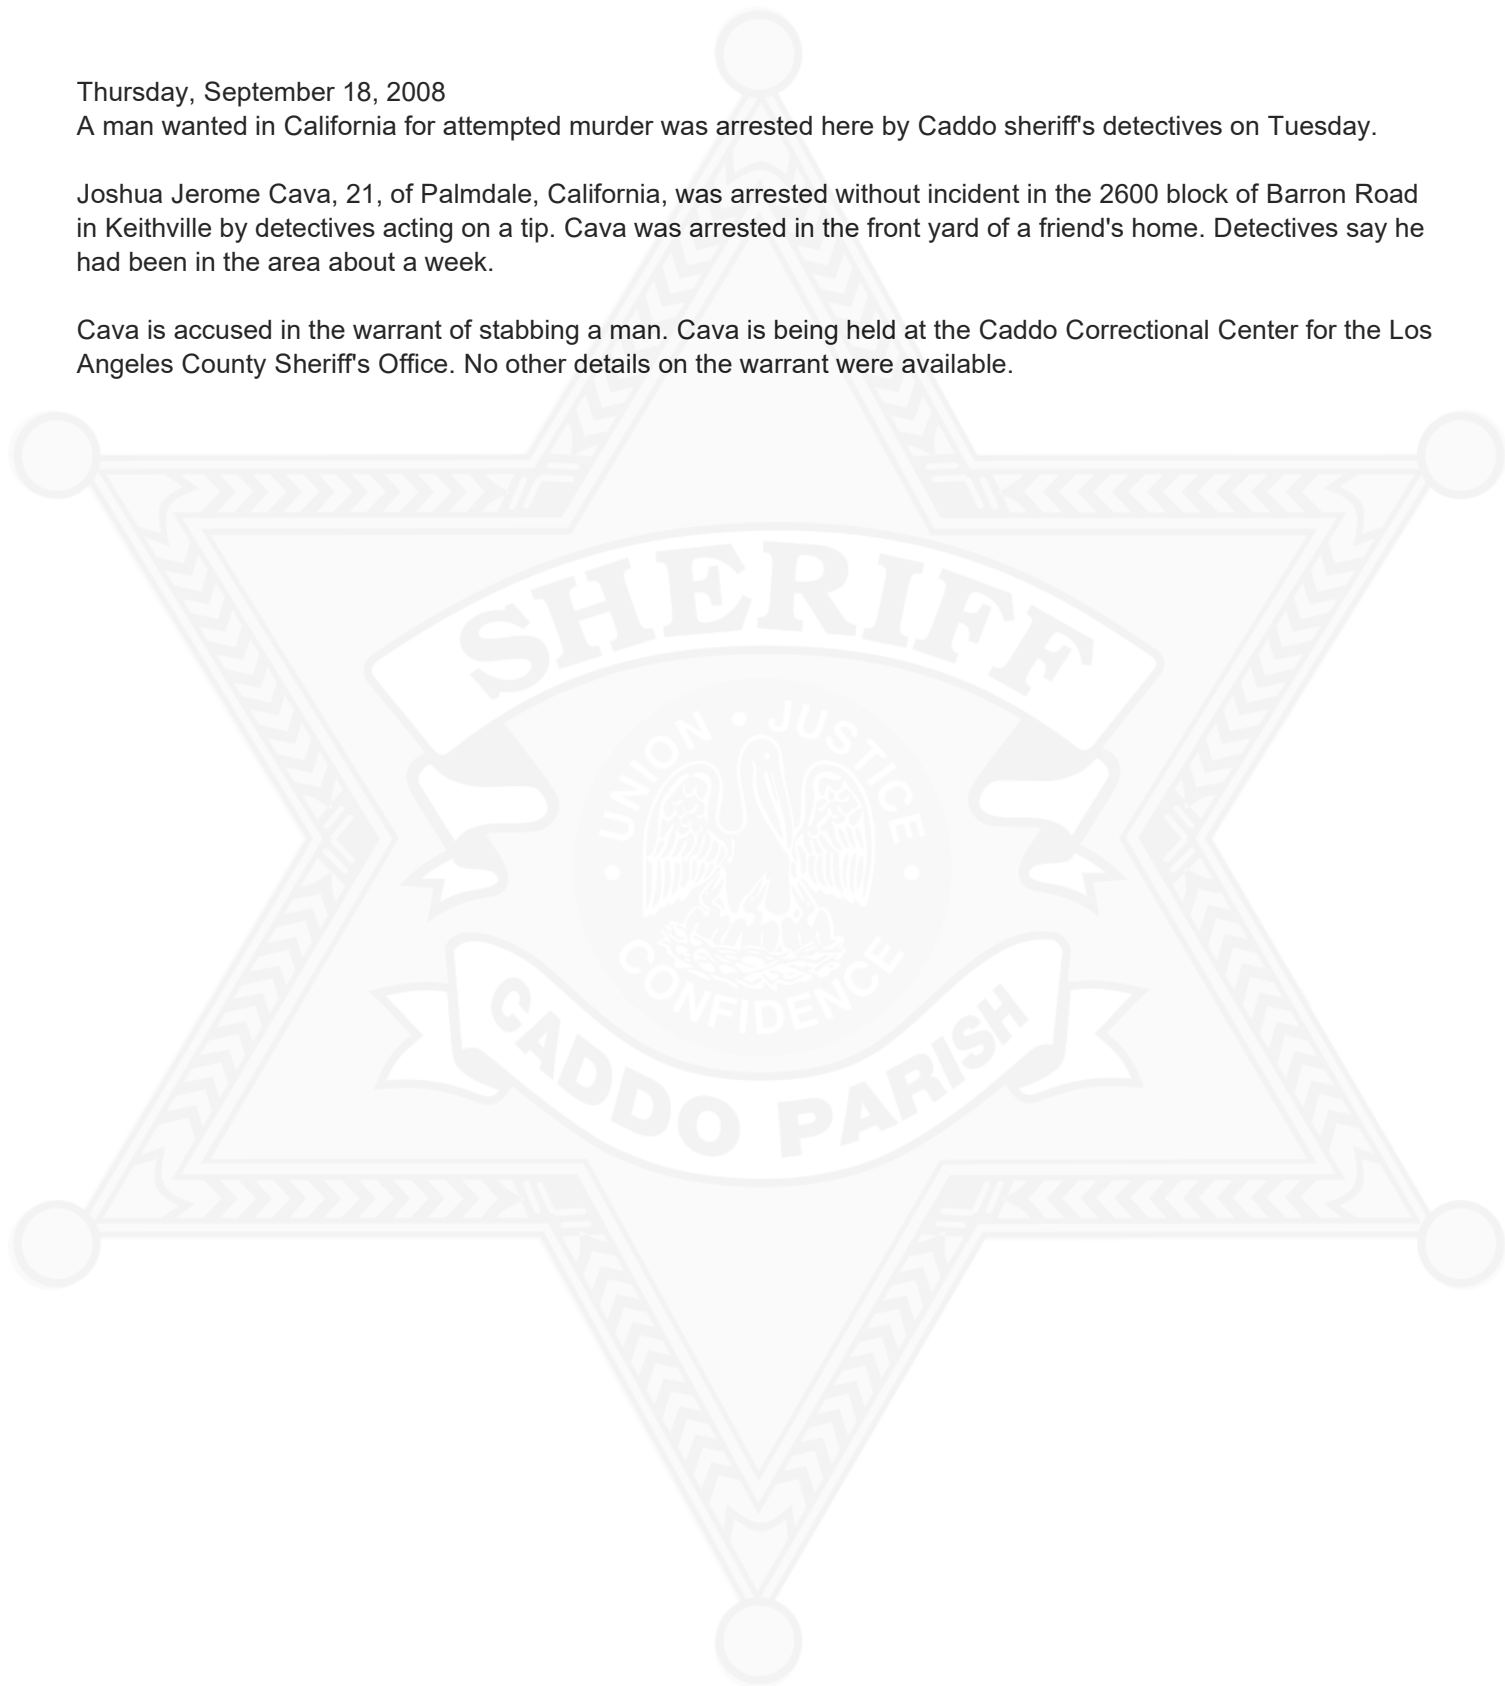 Thursday, September 18, 2008
A man wanted in California for attempted murder was arrested here by Caddo sheriff's detectives on Tuesday.
Joshua Jerome Cava, 21, of Palmdale, California, was arrested without incident in the 2600 block of Barron Road
in Keithville by detectives acting on a tip. Cava was arrested in the front yard of a friend's home. Detectives say he
had been in the area about a week.
Cava is accused in the warrant of stabbing a man. Cava is being held at the Caddo Correctional Center for the Los
Angeles County Sheriff's Office. No other details on the warrant were available.
SHERIFF
UNION • JUSTICE
• CONFIDENCE •
CADDO PARISH